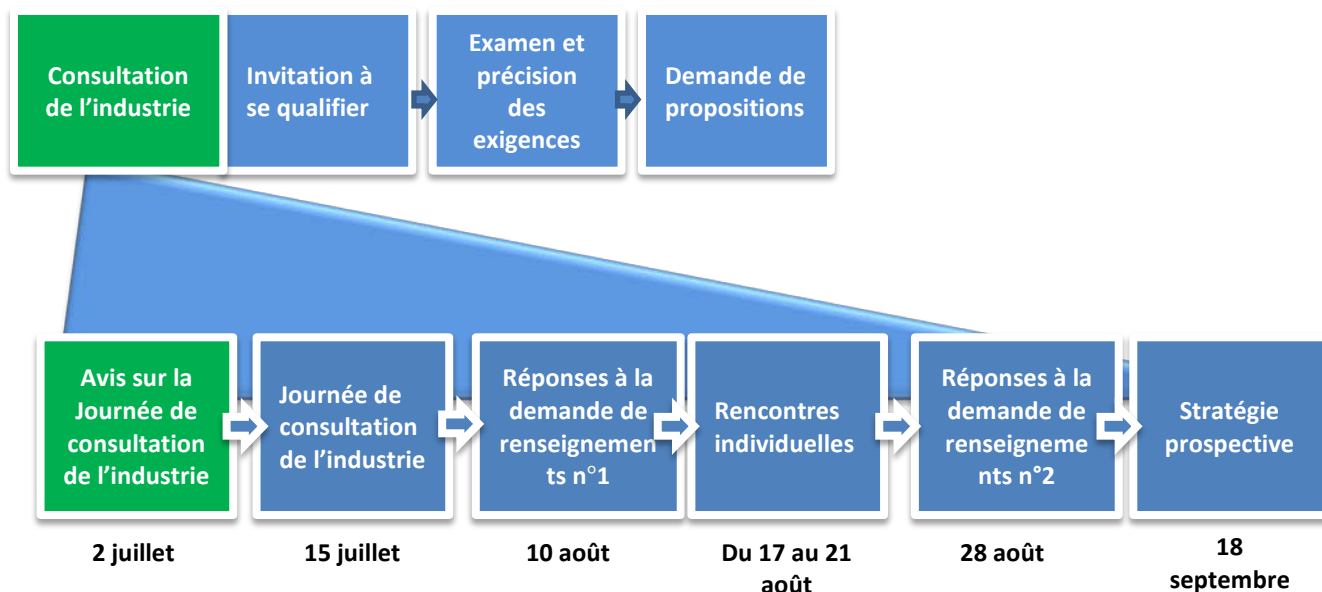 Consultation
de l’industrie
Invitation à
se qualifier
Examen et
précision
des
exigences
Demande de
propositions
Avis sur la
Journée de
consultation
de l’industrie
Journée de
consultation
de l’industrie
Réponses à la
demande de
renseignemen
ts n°1
Rencontres
individuelles
Réponses à la
demande de
renseigneme
nts n°2
Stratégie
prospective
2 juillet
15 juillet
10 août
Du 17 au 21
août
28 août
18
septembre